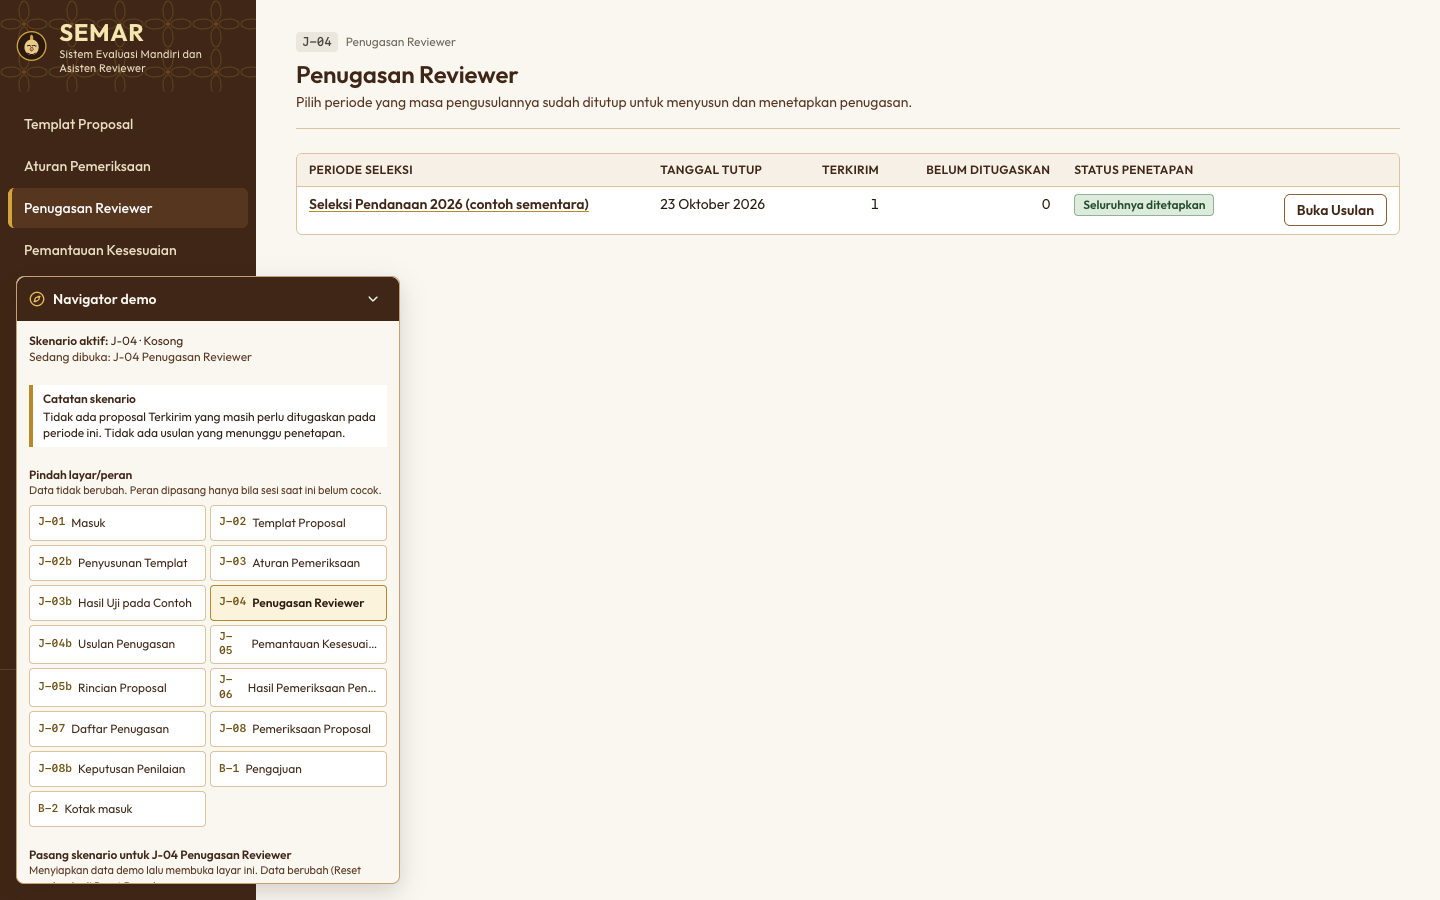 SEMAR
Sistem Evaluasi Mandiri dan
Asisten Reviewer
Templat Proposal
Aturan Pemeriksaan
Penugasan Reviewer
Pemantauan Kesesuaian
J-04 Penugasan Reviewer
Penugasan Reviewer
Pilih periode yang masa pengusulannya sudah ditutup untuk menyusun dan menetapkan penugasan.
PERIODE SELEKSI TANGGAL TUTUP TERKIRIM BELUM DITUGASKAN STATUS PENETAPAN
Seleksi Pendanaan 2026 (contoh sementara) 23 Oktober 2026 1 0 Seluruhnya ditetapkan Buka Usulan
Navigator demo
Skenario aktif: J-04 · Kosong
Sedang dibuka: J-04 Penugasan Reviewer
Catatan skenario
Tidak ada proposal Terkirim yang masih perlu ditugaskan pada
periode ini. Tidak ada usulan yang menunggu penetapan.
Pindah layar/peran
Data tidak berubah. Peran dipasang hanya bila sesi saat ini belum cocok.
J-01 Masuk
J-02 Templat Proposal
J-02b Penyusunan Templat
J-03 Aturan Pemeriksaan
J-03b Hasil Uji pada Contoh
J-04 Penugasan Reviewer
J-04b Usulan Penugasan
J-05 Pemantauan Kesesuai...
J-05b Rincian Proposal
J-06 Hasil Pemeriksaan Pen...
J-07 Daftar Penugasan
J-08 Pemeriksaan Proposal
J-08b Keputusan Penilaian
B-1 Pengajuan
B-2 Kotak masuk
Pasang skenario untuk J-04 Penugasan Reviewer
Menyiapkan data demo lalu membuka layar ini. Data berubah (Reset